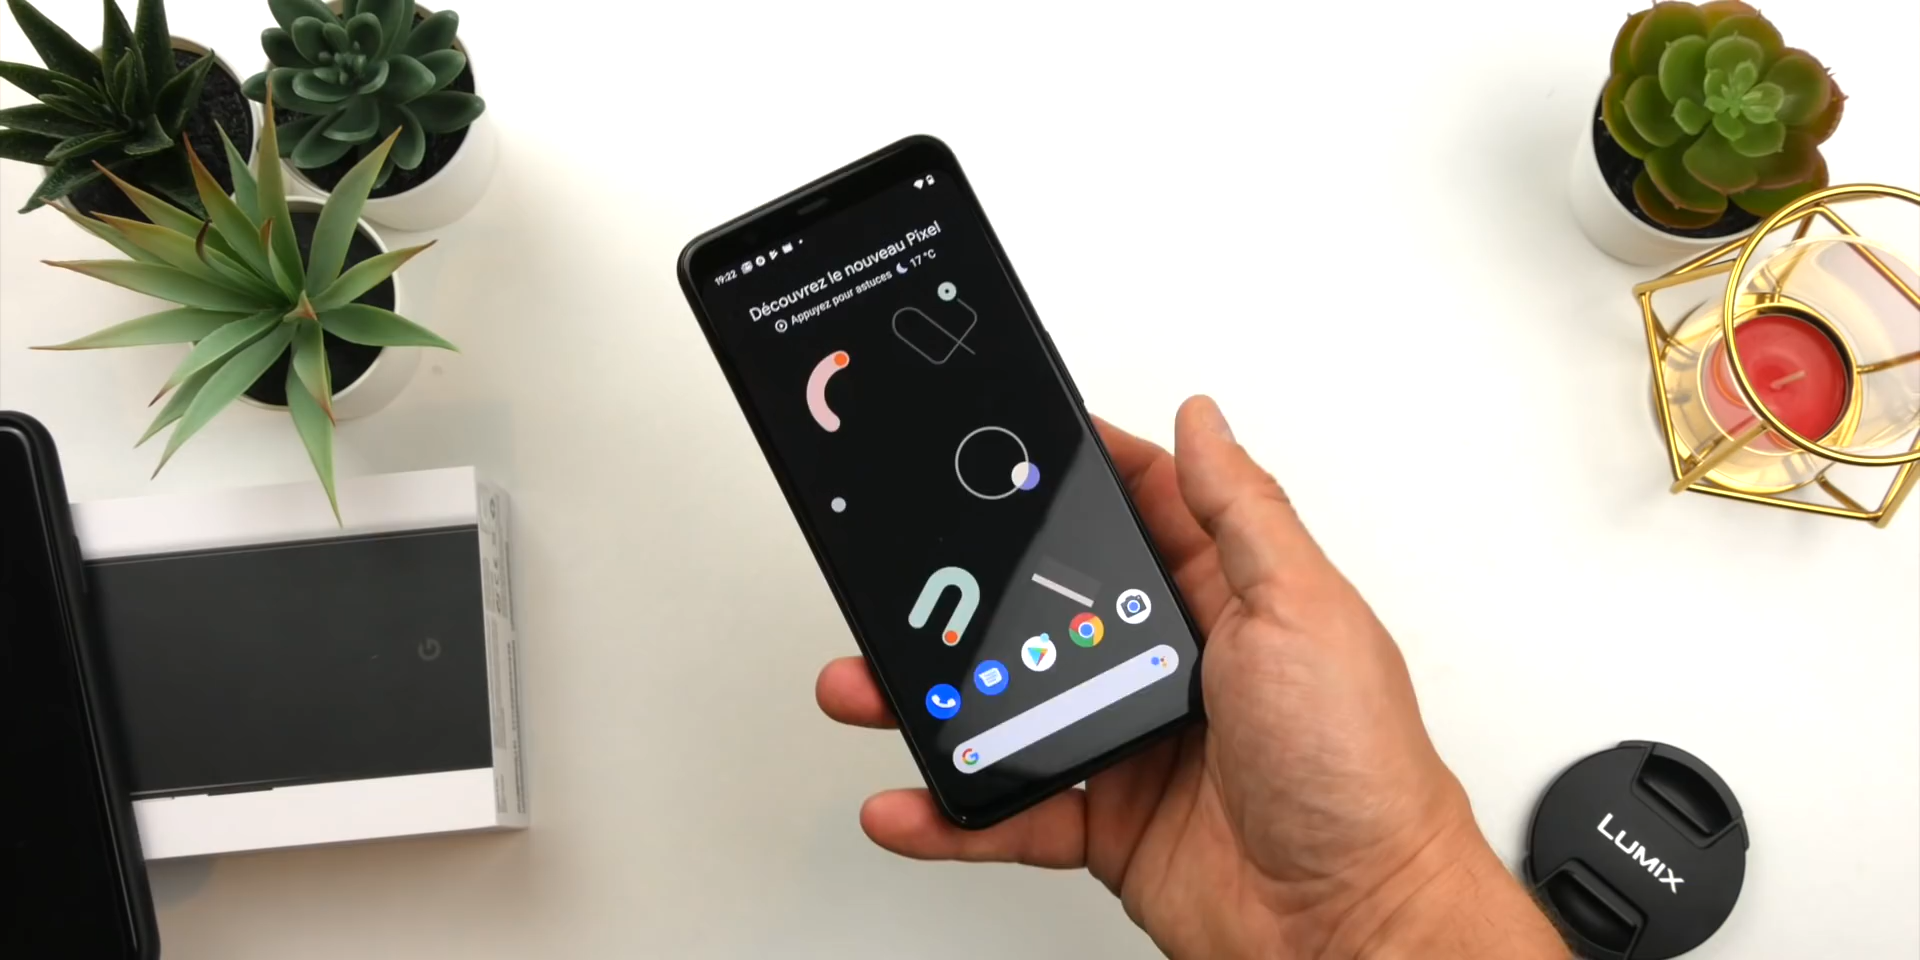 19:22
Découvrez le nouveau Pixel
Appuyez pour astuces 17 °C
G
G
LUMIX